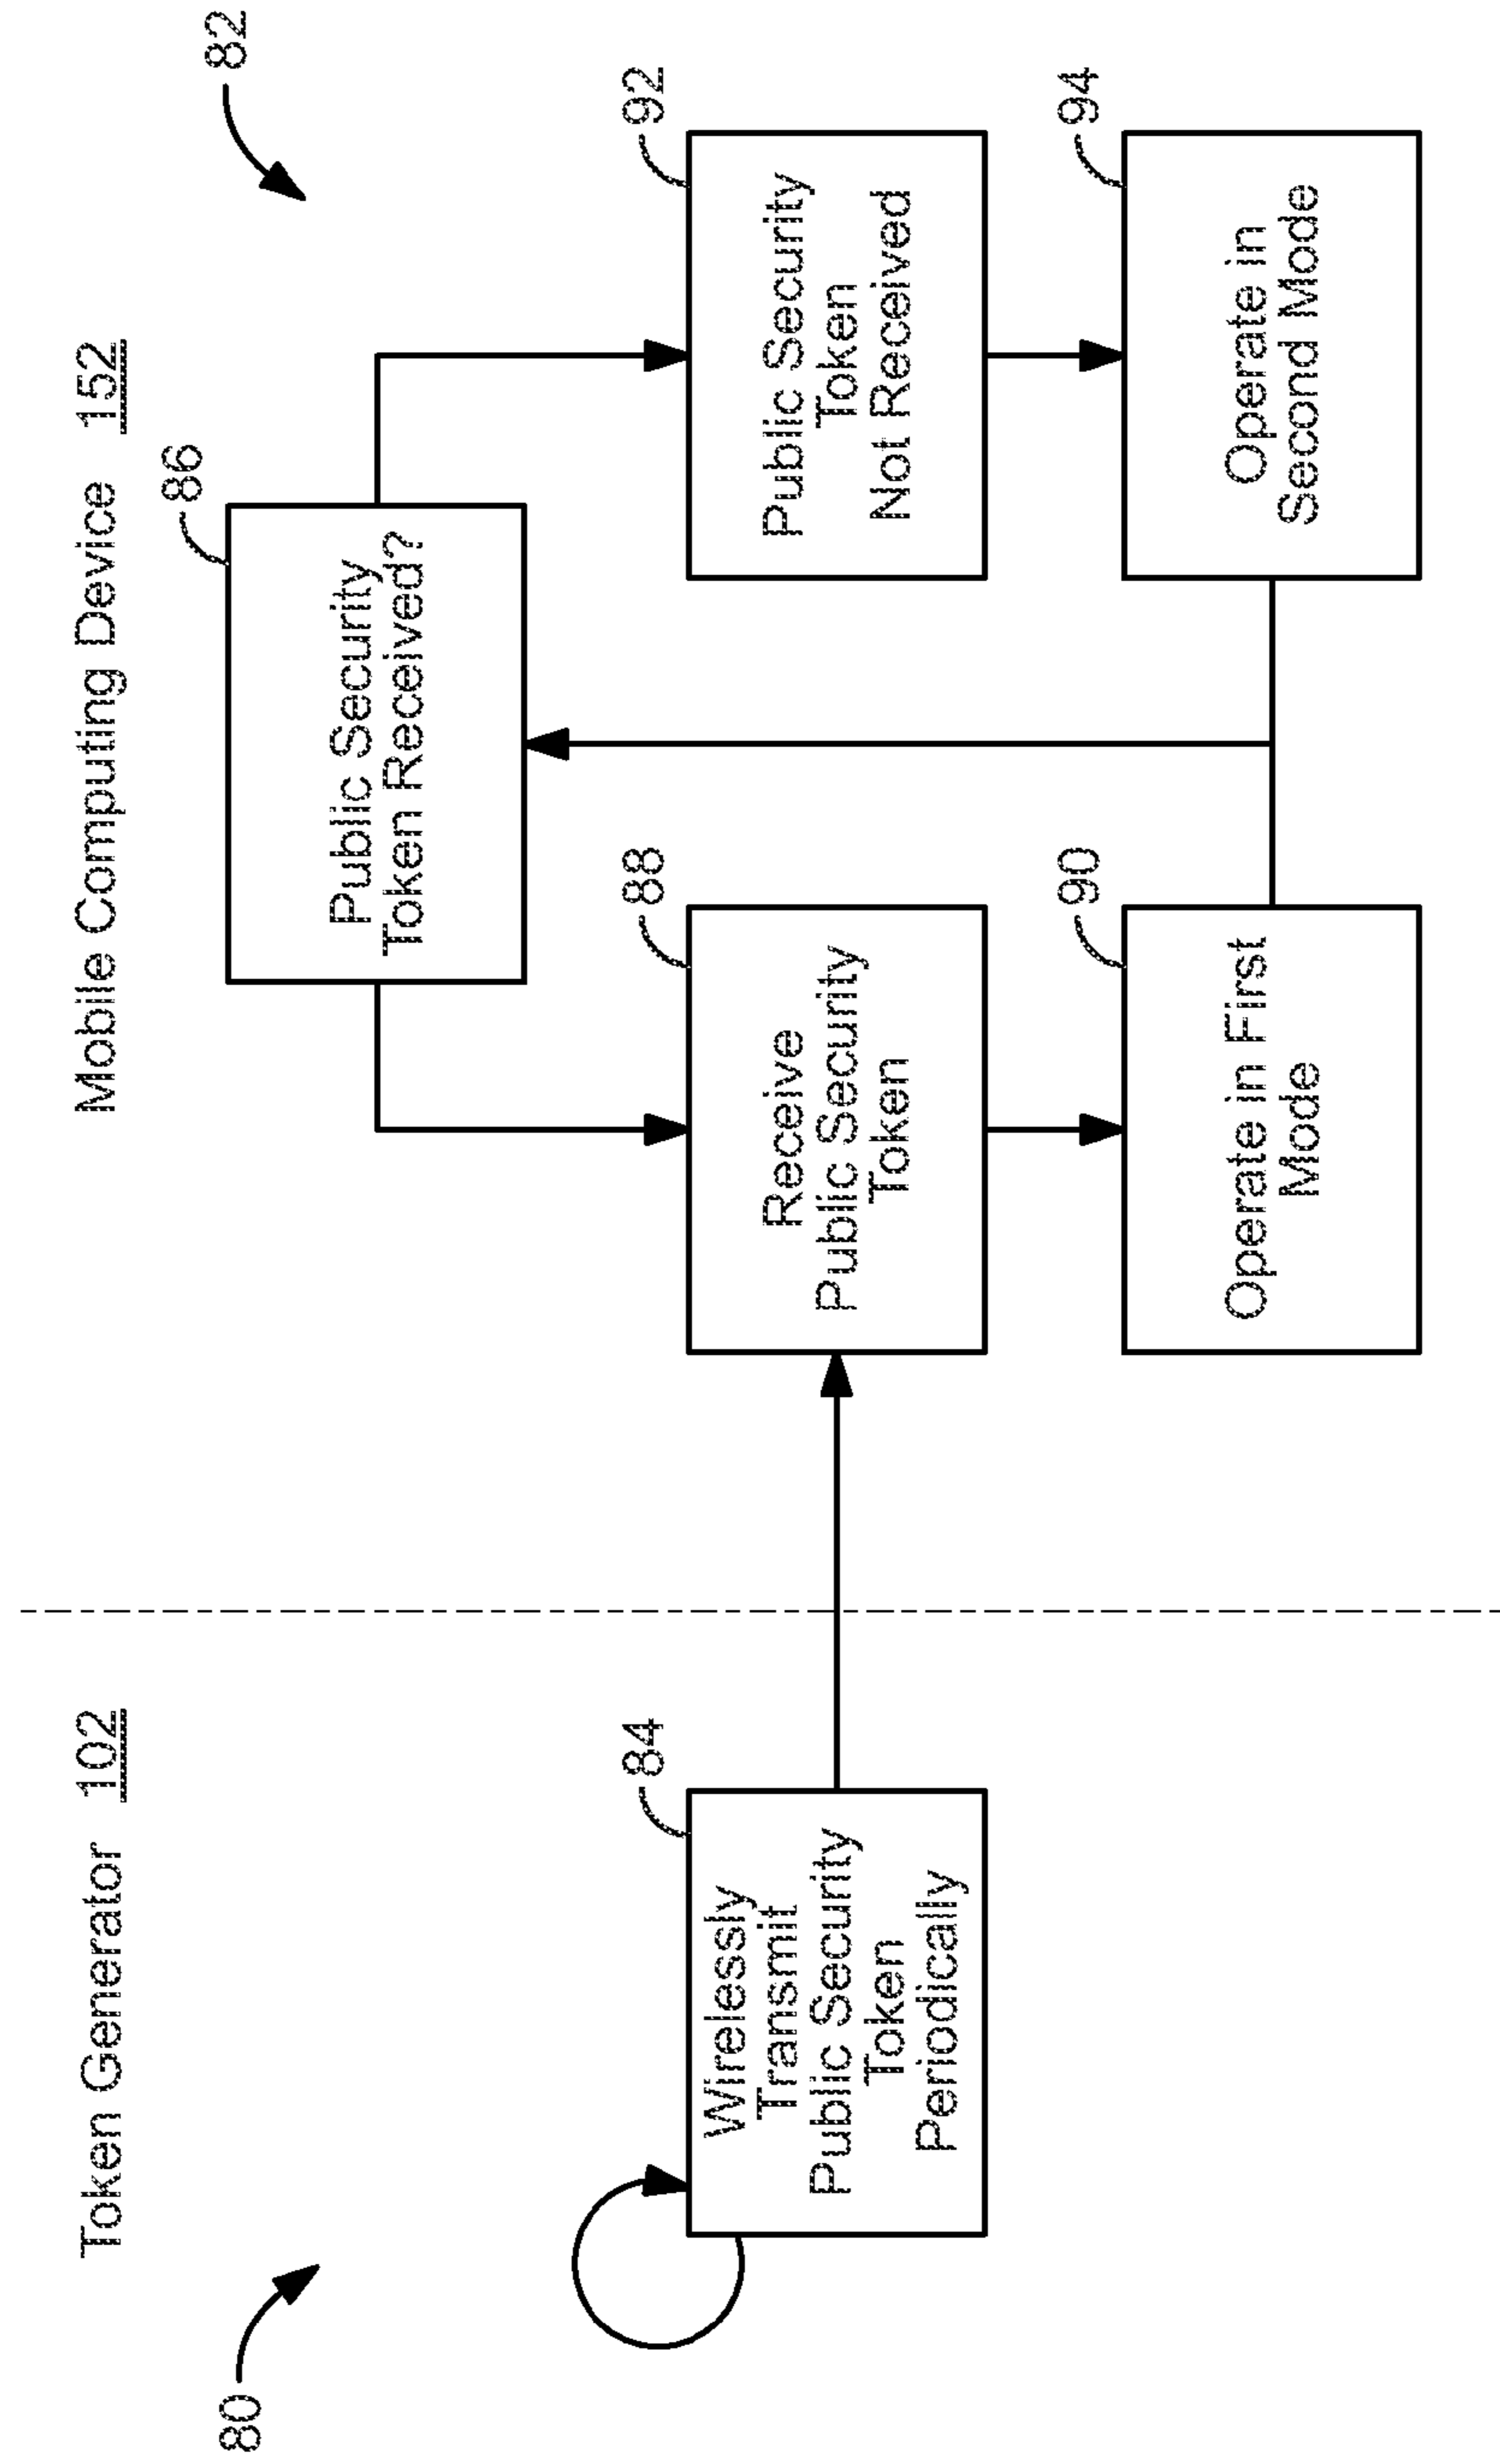 Token Generator 102
80
84
Wirelessly
Transmit
Public Security
Token
Periodically
Mobile Computing Device 152
82
86
Public Security
Token Received?
88
Receive
Public Security
Token
90
Operate in First
Mode
92
Public Security
Token
Not Received
94
Operate in
Second Mode